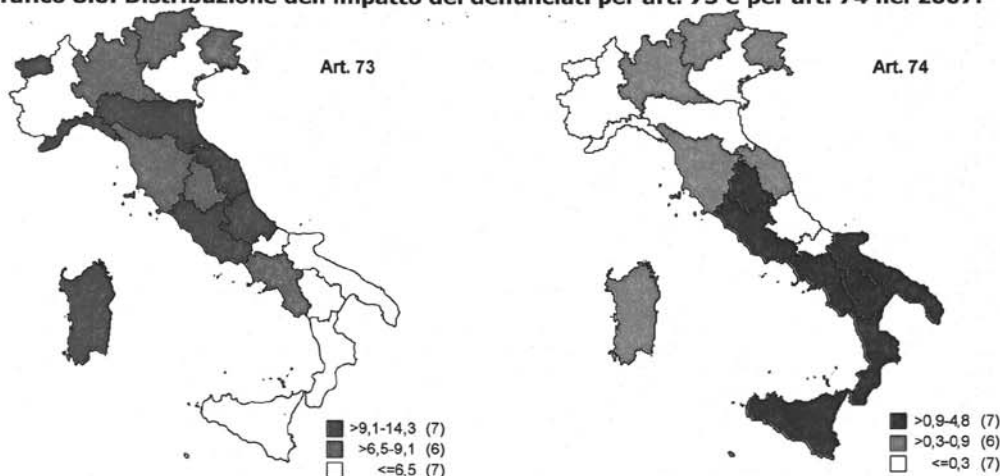 Distribuzione dell'impatto dei denunciati per art. 73 e per art. 74 nel 2009.
Art. 73
>9,1-14,3 (7)
>6,5-9,1 (6)
<=6,5 (7)
Art. 74
>0,9-4,8 (7)
>0,3-0,9 (6)
<=0,3 (7)